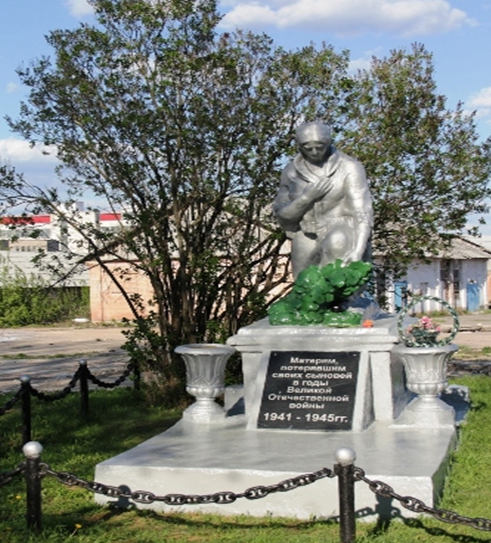 Матерям,
потерявшим
своих сыновей
в годы
Великой
Отечественной
войны
1941 - 1945гг.